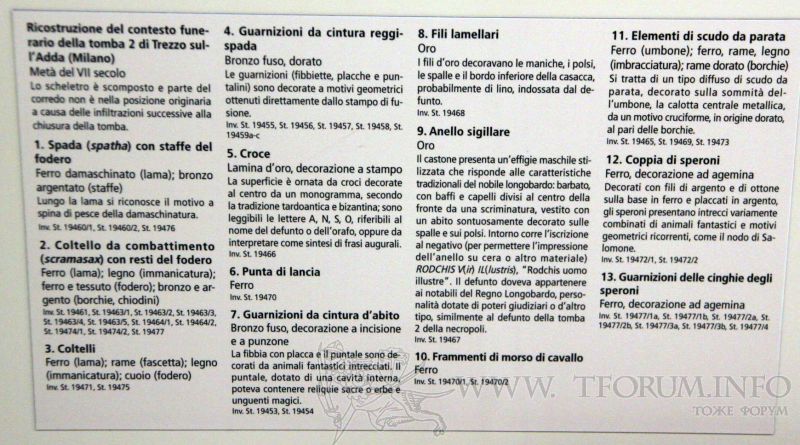 Ricostruzione del contesto fune-
rario della tomba 2 di Trezzo sul-
l'Adda (Milano)
Metà del VII secolo
Lo scheletro è scomposto e parte del
corredo non è nella posizione originaria
a causa delle infiltrazioni successive alla
chiusura della tomba.
1. Spada (spatha) con staffe del
fodero
Ferro damaschinato (lama); bronzo
argentato (staffe)
Lungo la lama si riconosce il motivo a
spina di pesce della damaschinatura.
Inv. St. 19460/1, St. 19460/2, St. 19476
2. Coltello da combattimento
(scramasax) con resti del fodero
Ferro (lama); legno (immanicatura);
ferro e tessuto (fodero); bronzo e ar-
gento (borchie, chiodini)
Inv. St. 19461, St. 19463/1, St. 19463/2, St. 19463/3,
St. 19463/4, St. 19463/5, St. 19464/1, St. 19464/2,
St. 19474/1, St. 19474/2, St. 19477
3. Coltelli
Ferro (lama); rame (fascetta); legno
(immanicatura); cuoio (fodero)
Inv. St. 19471, St. 19475
4. Guarnizioni da cintura reggi-
spada
Bronzo fuso, dorato
Le guarnizioni (fibbiette, placche e pun-
talini) sono decorate a motivi geometrici
ottenuti direttamente dallo stampo di fu-
sione.
Inv. St. 19455, St. 19456, St. 19457, St. 19458, St.
19459a-c
5. Croce
Lamina d'oro, decorazione a stampo
La superficie è ornata da croci decorate
al centro da un monogramma, secondo
la tradizione tardoantica e bizantina; sono
leggibili le lettere A, N, S, O, riferibili al
nome del defunto o dell'orafo, oppure da
interpretare come sintesi di frasi augurali.
Inv. St. 19466
6. Punta di lancia
Ferro
Inv. St. 19470
7. Guarnizioni da cintura d'abito
Bronzo fuso, decorazione a incisione
e a punzone
La fibbia con placca e il puntale sono de-
corati da animali fantastici intrecciati. Il
puntale, dotato di una cavità interna,
poteva contenere reliquie sacre o erbe e
unguenti magici.
Inv. St. 19453, St. 19454
8. Fili lamellari
Oro
I fili d'oro decoravano le maniche, i polsi,
le spalle e il bordo inferiore della casacca,
probabilmente di lino, indossata dal de-
funto.
Inv. St. 19468
9. Anello sigillare
Oro
Il castone presenta un'effigie maschile sti-
lizzata che risponde alle caratteristiche
tradizionali del nobile longobardo: barbato,
con baffi e capelli divisi al centro della
fronte da una scriminatura, vestito con
un abito sontuosamente decorato sulle
spalle e sui polsi. Intorno corre l'iscrizione
al negativo (per permettere l'impressione
dell'anello su cera o altro materiale)
RODCHIS V(ir) IL(lustris), "Rodchis uomo
illustre". Il defunto doveva appartenere
ai notabili del Regno Longobardo, perso-
nalità dotate di poteri giudiziari o d'altro
tipo, similmente al defunto della tomba
2 della necropoli.
Inv. St. 19467
10. Frammenti di morso di cavallo
Ferro
Inv. St. 19470/1, St. 19470/2
11. Elementi di scudo da parata
Ferro (umbone); ferro, rame, legno
(imbracciatura); rame dorato (borchie)
Si tratta di un tipo diffuso di scudo da
parata, decorato sulla sommità del-
l'umbone, la calotta centrale metallica,
da un motivo cruciforme, in origine dorato,
al pari delle borchie.
Inv. St. 19465, St. 19469, St. 19473
12. Coppia di speroni
Ferro, decorazione ad agemina
Decorati con fili di argento e di ottone
sulla base in ferro e placcati in argento,
gli speroni presentano intrecci variamente
combinati di animali fantastici e motivi
geometrici ricorrenti, come il nodo di Sa-
lomone.
Inv. St. 19472/1, St. 19472/2
13. Guarnizioni delle cinghie degli
speroni
Ferro, decorazione ad agemina
Inv. St. 19477/1a, St. 19477/1b, St. 19477/2a, St.
19477/2b, St. 19477/3a, St. 19477/3b, St. 19477/4
WWW.TFORUM.INFO
ТОЖЕ ФОРУМ